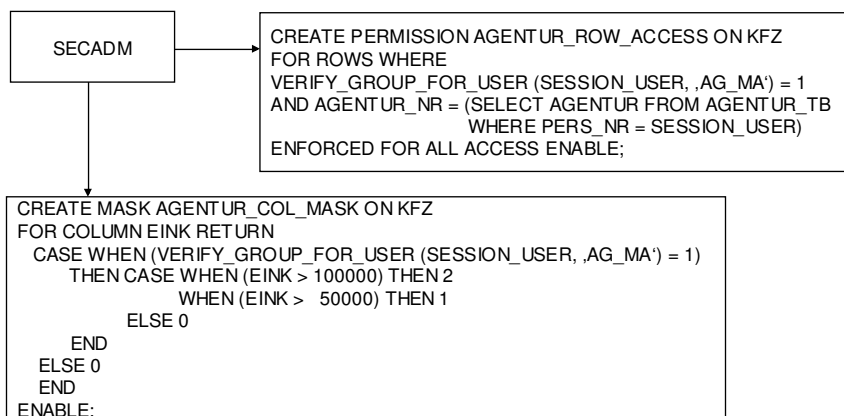 SECADM
CREATE PERMISSION AGENTUR_ROW_ACCESS ON KFZ
FOR ROWS WHERE
VERIFY_GROUP_FOR_USER (SESSION_USER, ‚AG_MA‘) = 1
AND AGENTUR_NR = (SELECT AGENTUR FROM AGENTUR_TB
WHERE PERS_NR = SESSION_USER)
ENFORCED FOR ALL ACCESS ENABLE;
CREATE MASK AGENTUR_COL_MASK ON KFZ
FOR COLUMN EINK RETURN
CASE WHEN (VERIFY_GROUP_FOR_USER (SESSION_USER, ‚AG_MA‘) = 1)
THEN CASE WHEN (EINK > 100000) THEN 2
WHEN (EINK > 50000) THEN 1
ELSE 0
END
ELSE 0
END
ENABLE;